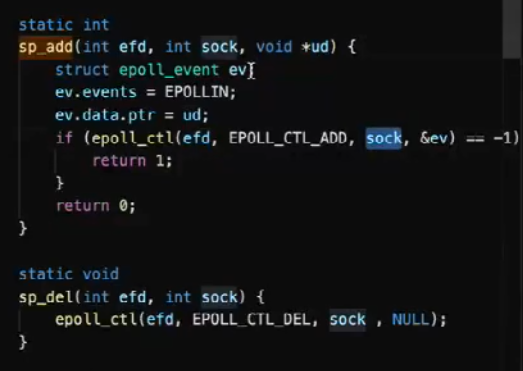 static int
sp_add(int efd, int sock, void *ud) {
    struct epoll_event ev;
    ev.events = EPOLLIN;
    ev.data.ptr = ud;
    if (epoll_ctl(efd, EPOLL_CTL_ADD, sock, &ev) == -1)
        return 1;
    }
    return 0;
}

static void
sp_del(int efd, int sock) {
    epoll_ctl(efd, EPOLL_CTL_DEL, sock , NULL);
}